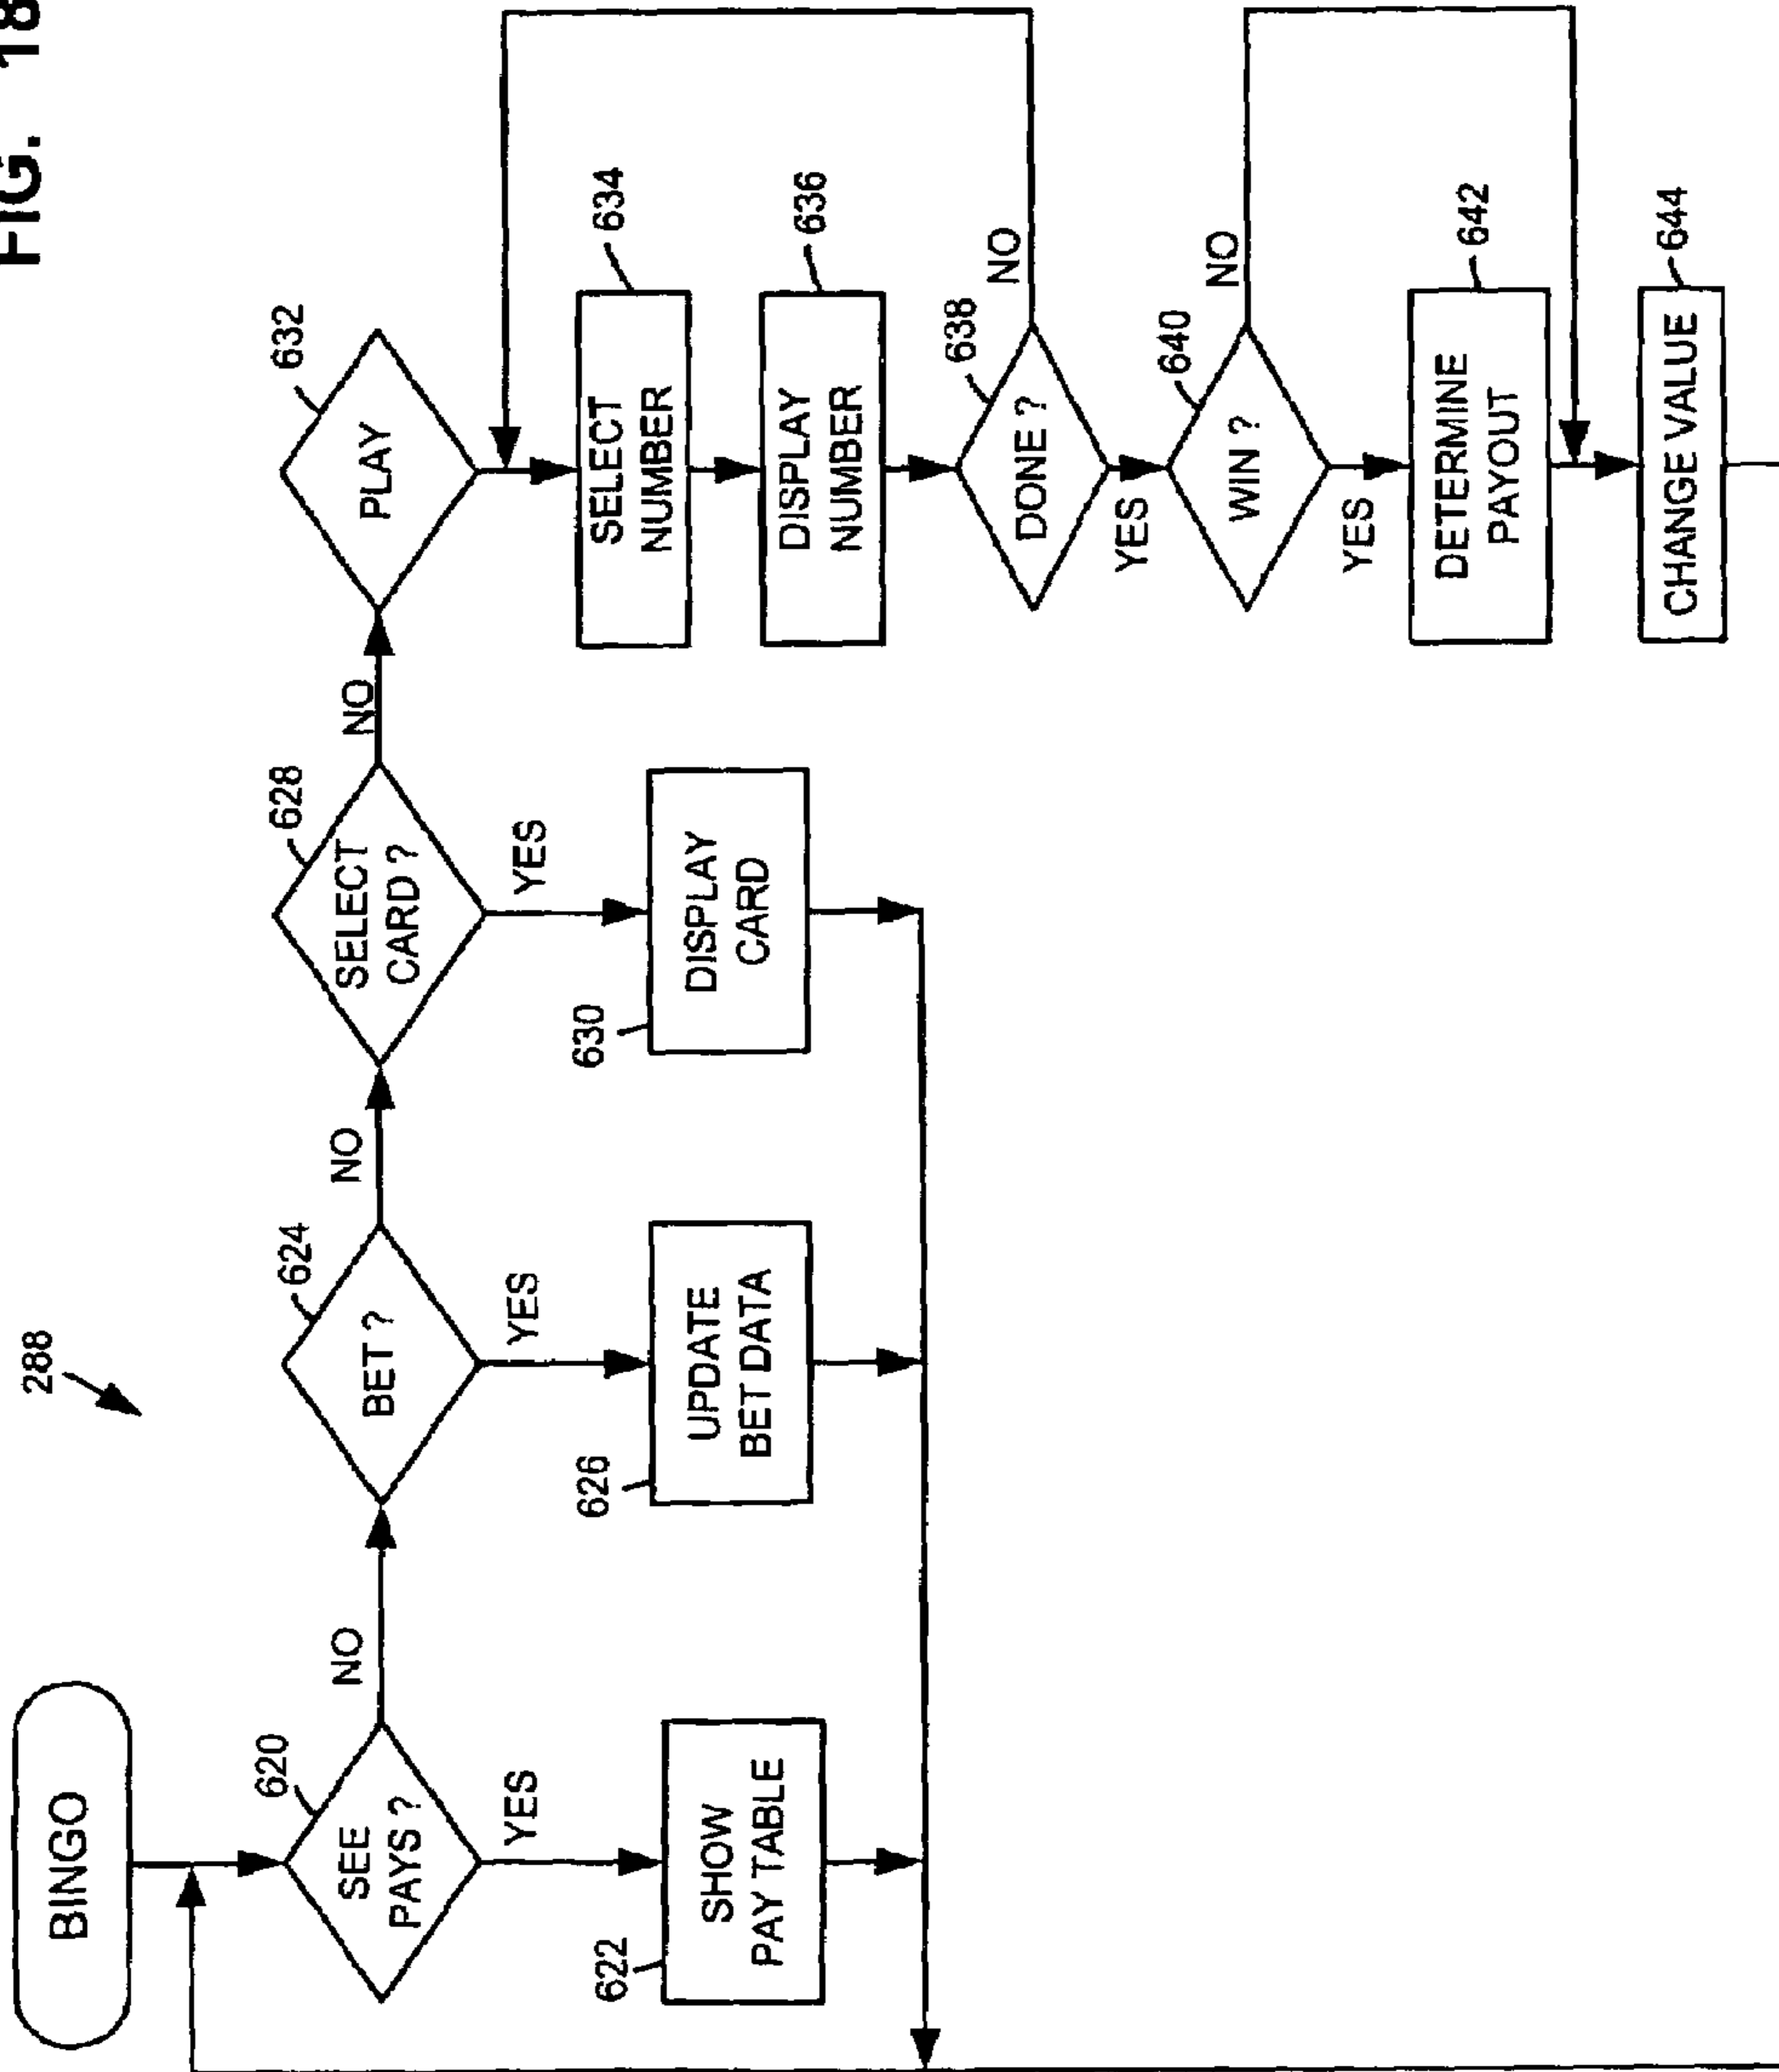 FIG. 18
288
BINGO
620
SEE
PAYS ?
NO
YES
622
SHOW
PAY TABLE
624
BET ?
NO
YES
626
UPDATE
BET DATA
628
SELECT
CARD ?
NO
YES
630
DISPLAY
CARD
632
PLAY
634
SELECT
NUMBER
636
DISPLAY
NUMBER
638
DONE ?
NO
YES
640
WIN ?
NO
YES
642
DETERMINE
PAYOUT
644
CHANGE VALUE